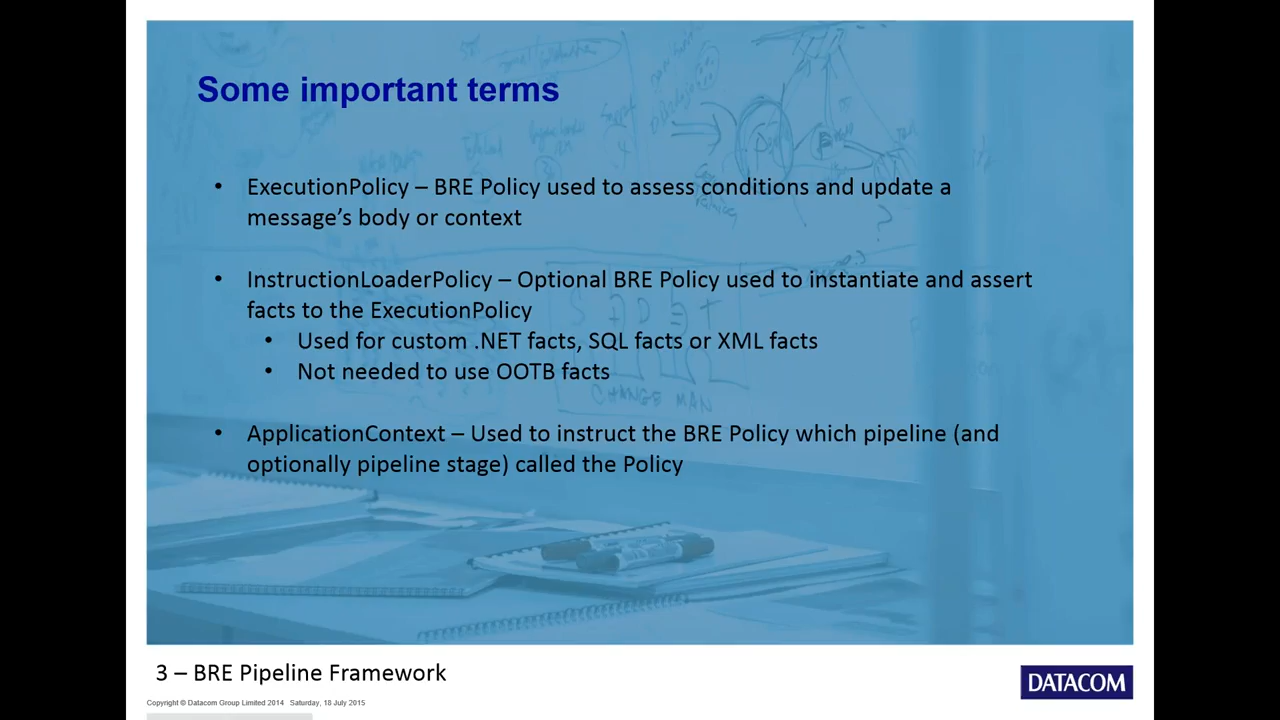 Some important terms
• ExecutionPolicy – BRE Policy used to assess conditions and update a
message's body or context
• InstructionLoaderPolicy – Optional BRE Policy used to instantiate and assert
facts to the ExecutionPolicy
• Used for custom .NET facts, SQL facts or XML facts
• Not needed to use OOTB facts
• ApplicationContext – Used to instruct the BRE Policy which pipeline (and
optionally pipeline stage) called the Policy
CHANGE MAN
3 – BRE Pipeline Framework
DATACOM
Copyright © Datacom Group Limited 2014 Saturday, 18 July 2015